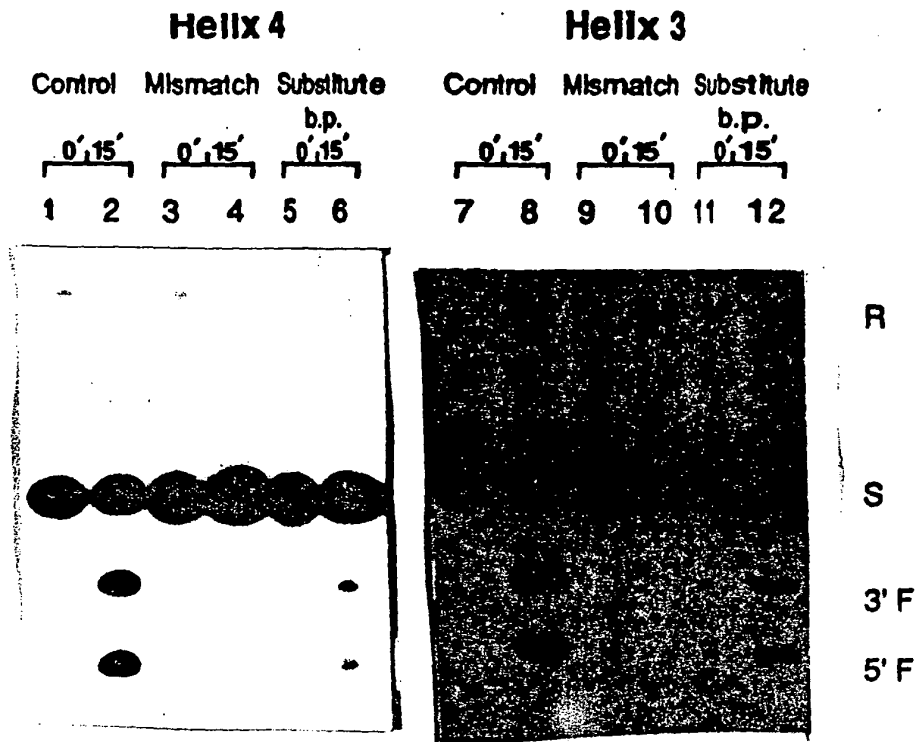 Helix 4 Helix 3
Control Mismatch Substitute b.p. Control Mismatch Substitute b.p.
0' 15' 0' 15' 0' 15' 0' 15' 0' 15' 0' 15'
1 2 3 4 5 6 7 8 9 10 11 12
R
S
3' F
5' F